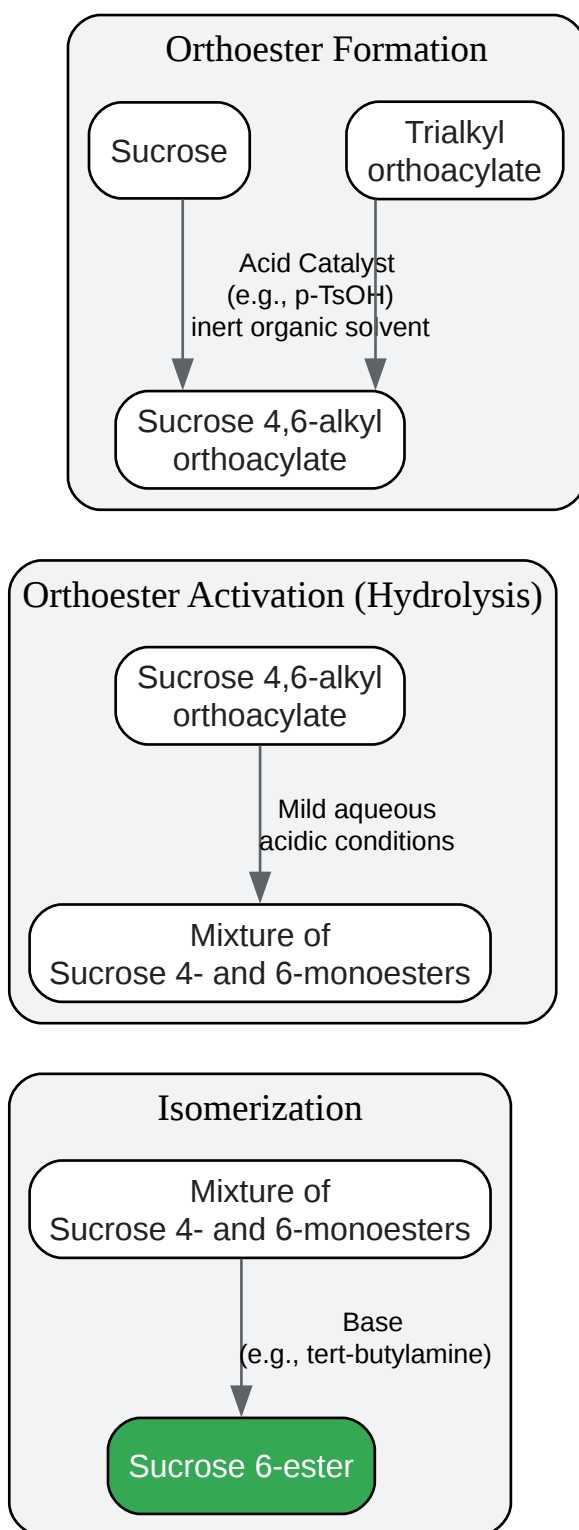 Orthoester Formation
Sucrose
Trialkyl
orthoacylate
Acid Catalyst
(e.g., p-TsOH)
inert organic solvent
Sucrose 4,6-alkyl
orthoacylate
Orthoester Activation (Hydrolysis)
Sucrose 4,6-alkyl
orthoacylate
Mild aqueous
acidic conditions
Mixture of
Sucrose 4- and 6-monoesters
Isomerization
Mixture of
Sucrose 4- and 6-monoesters
Base
(e.g., tert-butylamine)
Sucrose 6-ester